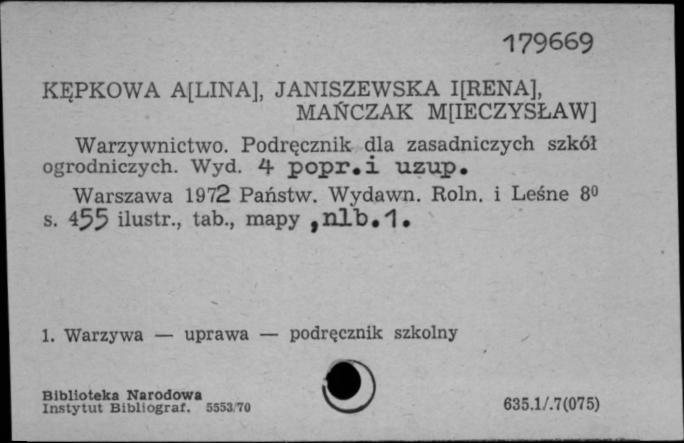 179669
KĘPKOWA A[LINA], JANISZEWSKA I[RENA],
MAŃCZAK M[IECZYSŁAW]
Warzywnictwo. Podręcznik dla zasadniczych szkół
ogrodniczych. Wyd. 4 popr.i uzup.
Warszawa 1972 Państw. Wydawn. Roln. i Leśne 8⁰
s. 455 ilustr., tab., mapy ,nlb.1.
1. Warzywa — uprawa — podręcznik szkolny
Biblioteka Narodowa
Instytut Bibliograf. 5553/70
635.1/.7(075)